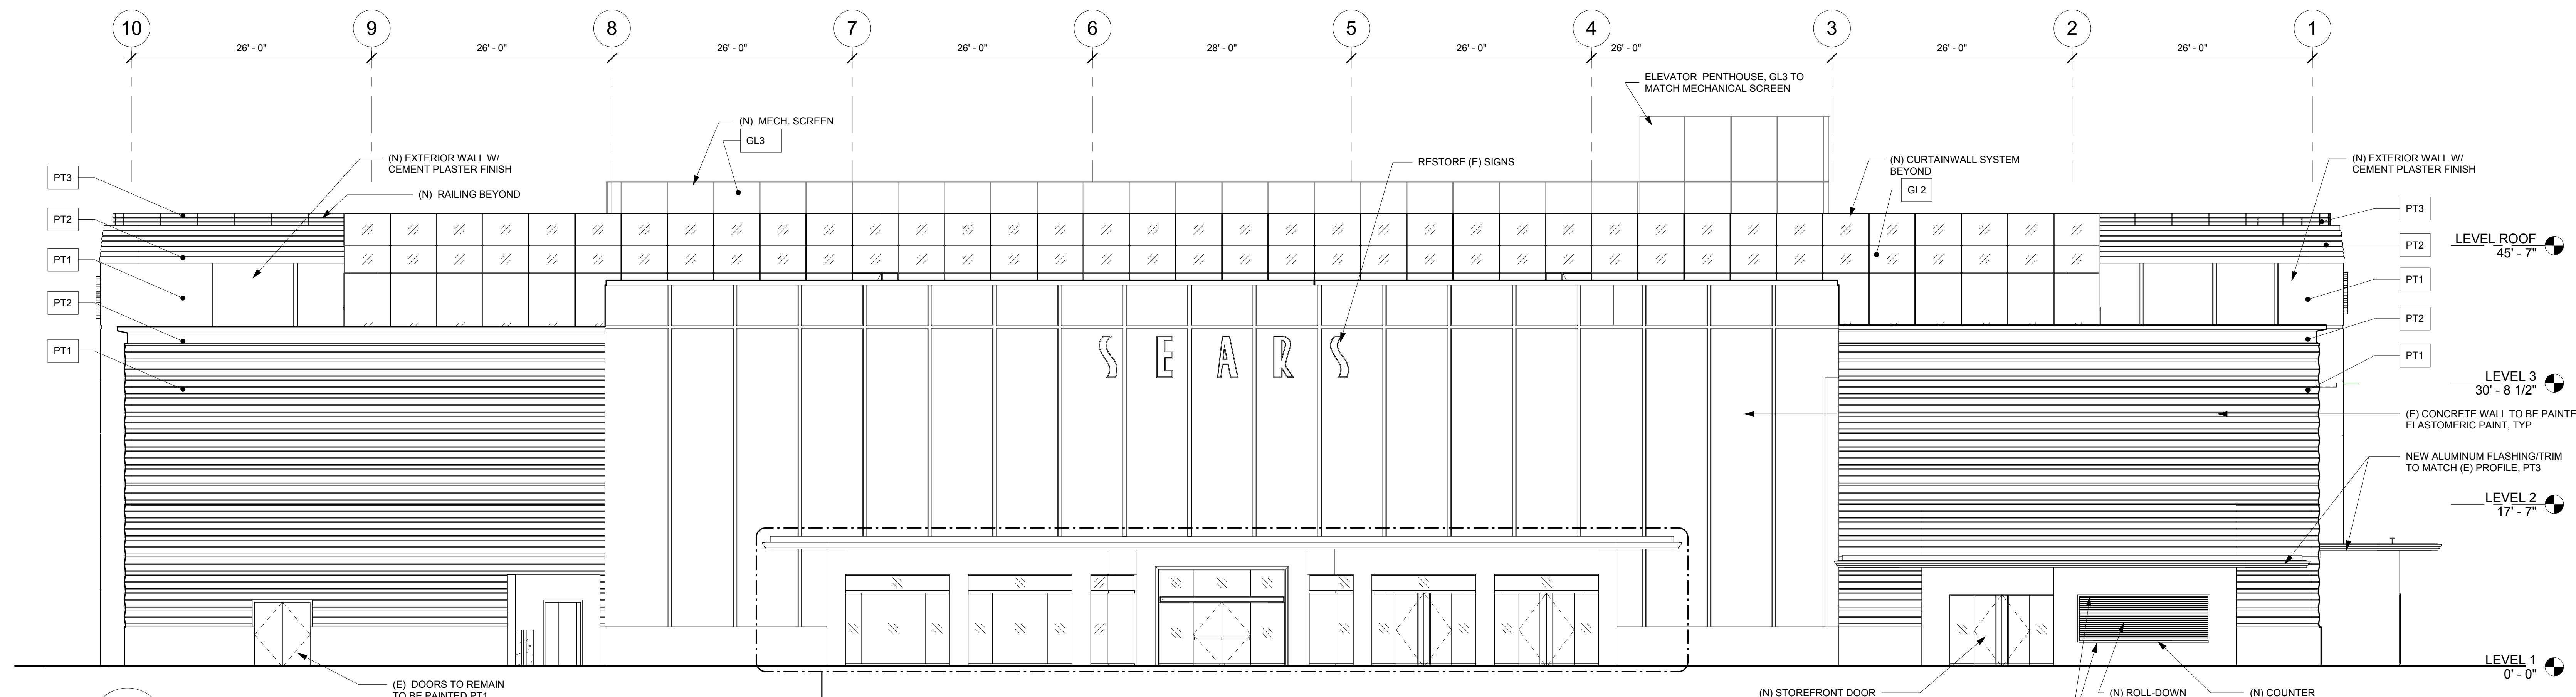 10
9
8
7
6
5
4
3
2
1
26' - 0"
26' - 0"
26' - 0"
26' - 0"
28' - 0"
26' - 0"
26' - 0"
26' - 0"
26' - 0"
ELEVATOR PENTHOUSE, GL3 TO
MATCH MECHANICAL SCREEN
(N) MECH. SCREEN
GL3
(N) EXTERIOR WALL W/
CEMENT PLASTER FINISH
(N) RAILING BEYOND
RESTORE (E) SIGNS
(N) CURTAINWALL SYSTEM
BEYOND
GL2
(N) EXTERIOR WALL W/
CEMENT PLASTER FINISH
PT3
PT2
PT1
PT2
PT1
PT3
PT2
PT1
PT2
PT1
LEVEL ROOF
45' - 7"
SEARS
LEVEL 3
30' - 8 1/2"
(E) CONCRETE WALL TO BE PAINTE
ELASTOMERIC PAINT, TYP
NEW ALUMINUM FLASHING/TRIM
TO MATCH (E) PROFILE, PT3
LEVEL 2
17' - 7"
LEVEL 1
0' - 0"
(E) DOORS TO REMAIN
TO BE PAINTED PT1
(N) STOREFRONT DOOR
(N) ROLL-DOWN
(N) COUNTER